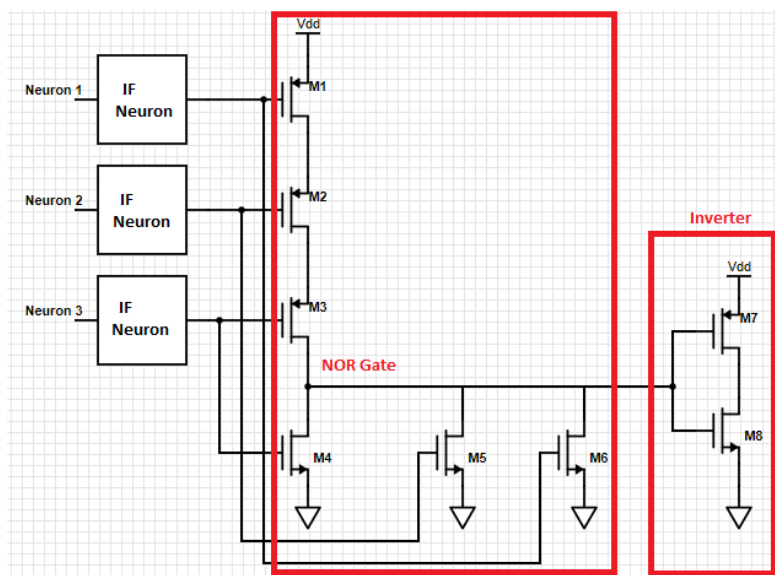 Vdd
Neuron 1
IF
Neuron
M1
Neuron 2
IF
Neuron
M2
Inverter
Vdd
Neuron 3
IF
Neuron
M3
M7
NOR Gate
M4
M5
M6
M8